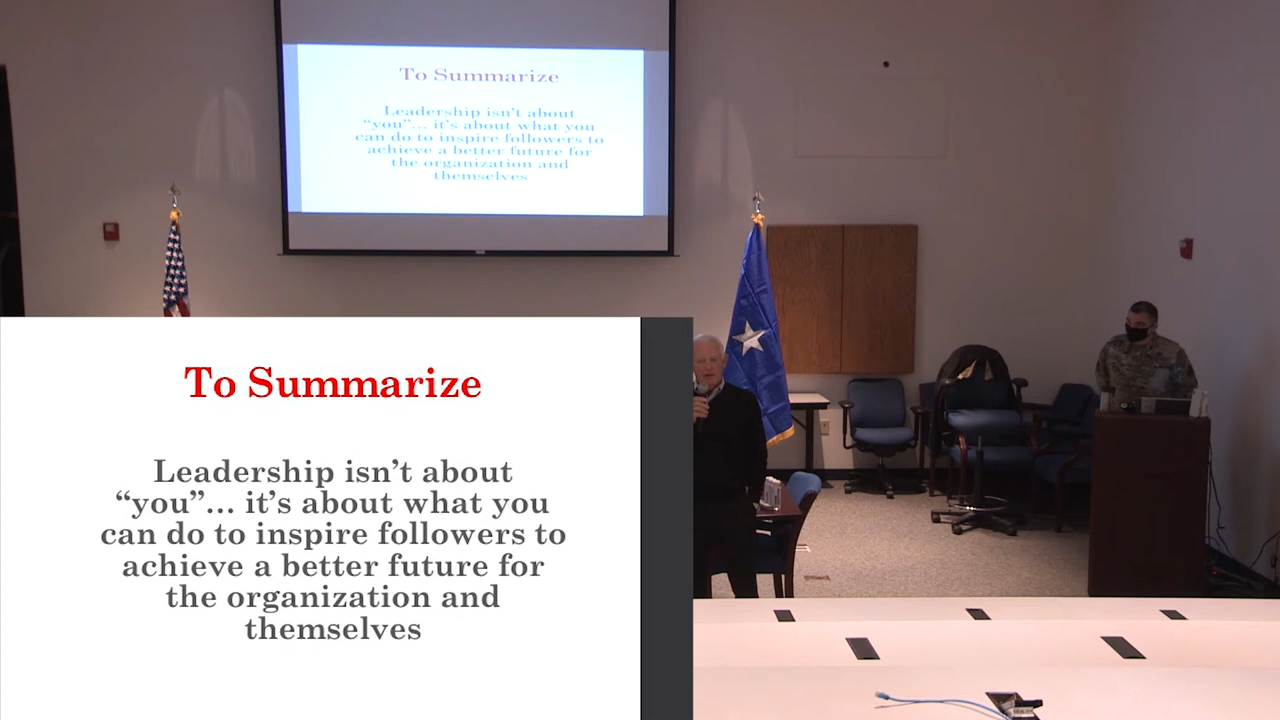 To Summarize
Leadership isn't about
“you”... it's about what you
can do to inspire followers to
achieve a better future for
the organization and
themselves
To Summarize
Leadership isn’t about
“you”... it’s about what you
can do to inspire followers to
achieve a better future for
the organization and
themselves